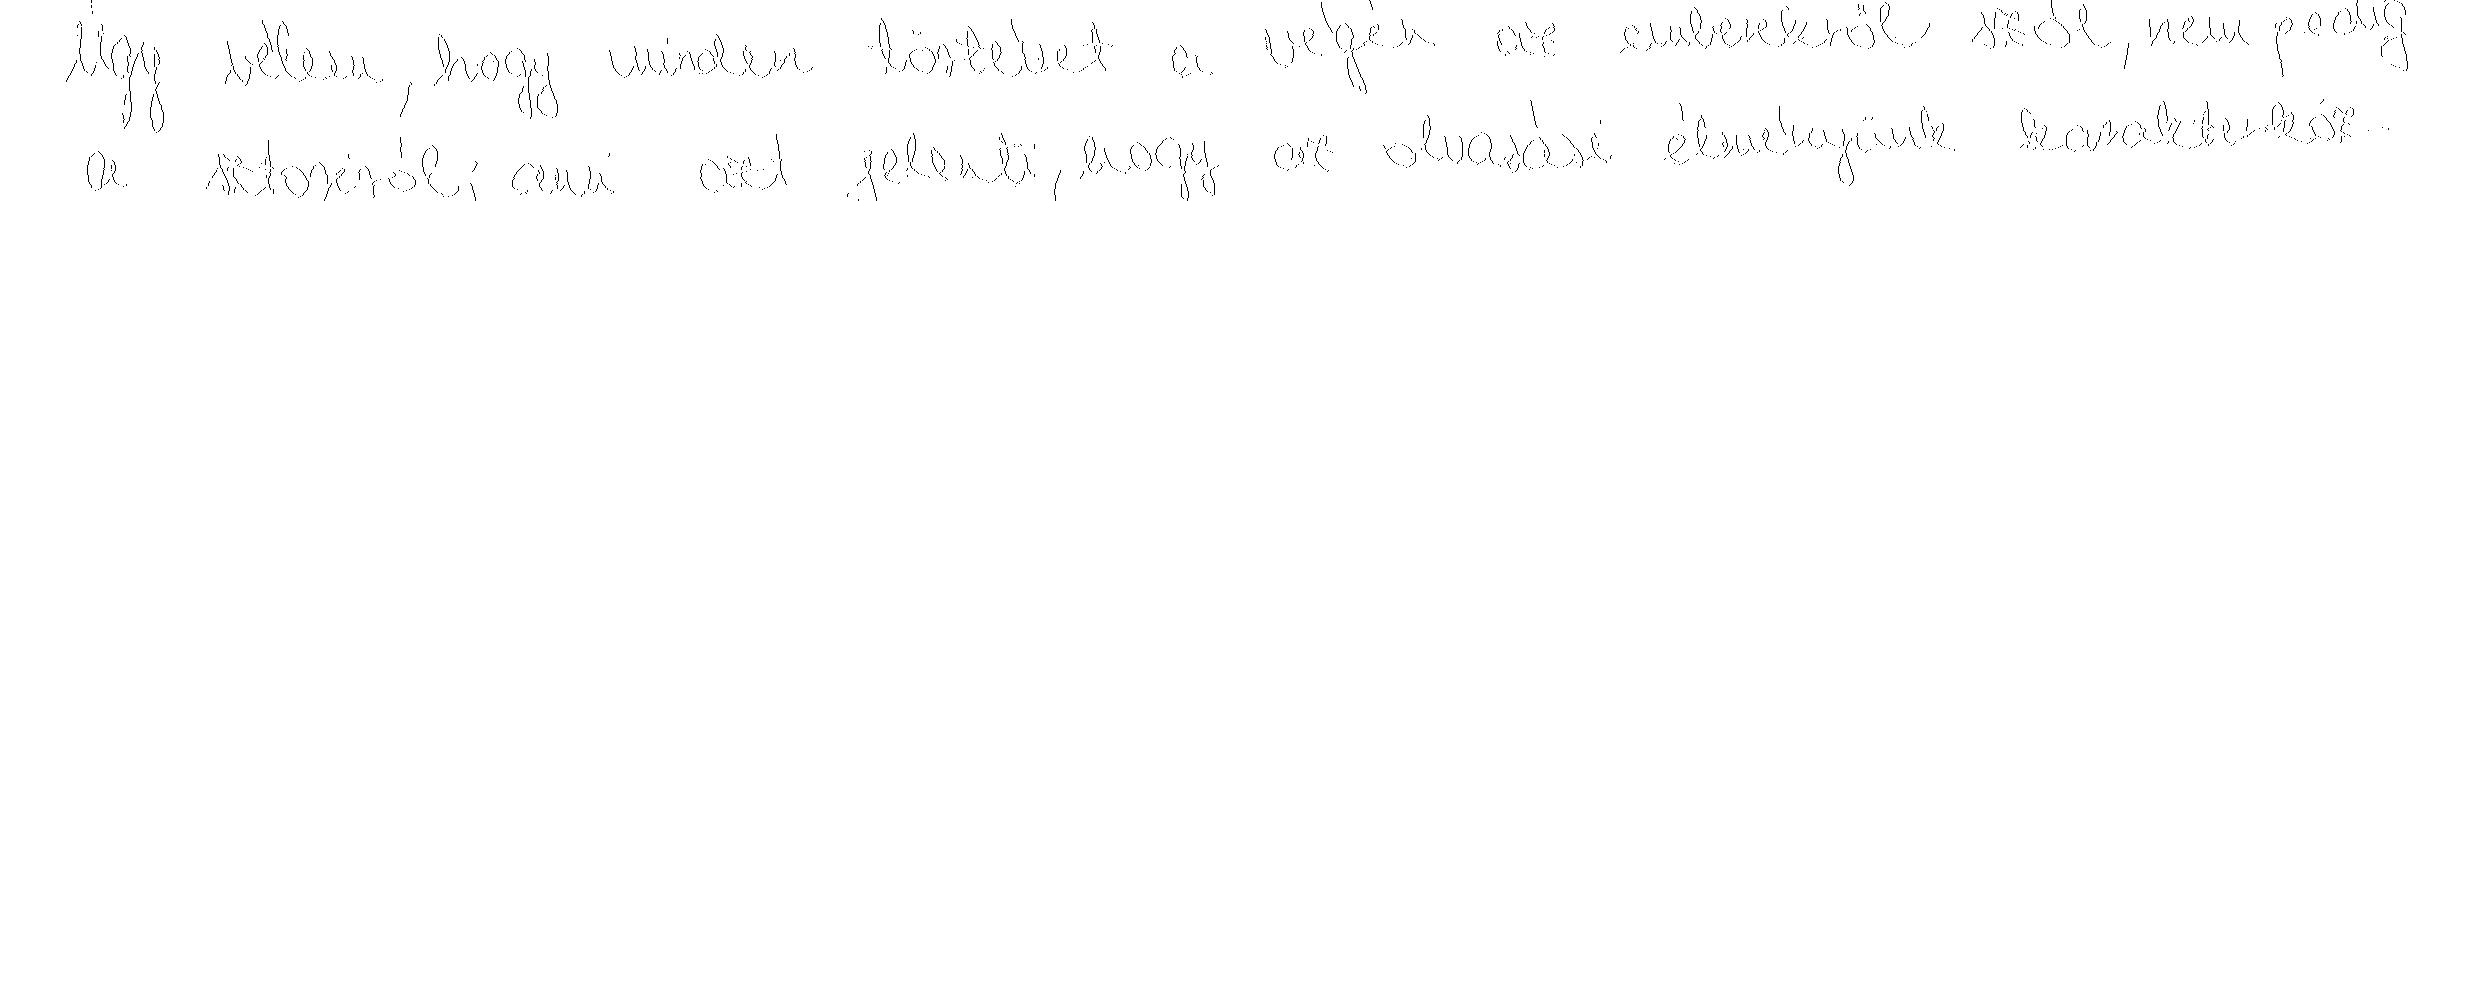 Úgy vélem, hogy minden történet a végén az emberekről szól, nem pedig
a sztoriról; ami azt jelenti, hogy az olvasási élményünk karakterköz-